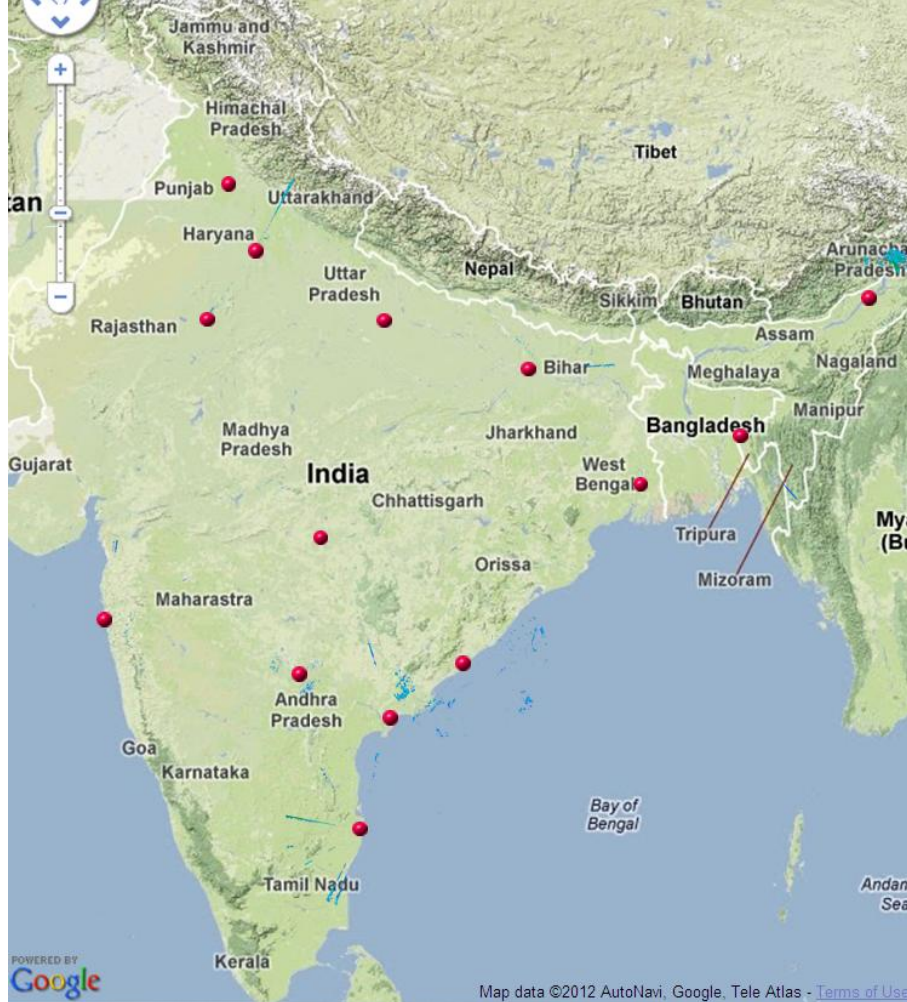 Jammu and
Kashmir
Himachal
Pradesh
Tibet
Punjab
Uttarakhand
tan
Haryana
Arunacha
Pradesh
Nepal
Uttar
Pradesh
Sikkim
Bhutan
Rajasthan
Assam
Nagaland
Bihar
Meghalaya
Manipur
Madhya
Pradesh
Jharkhand
Bangladesh
Gujarat
India
West
Bengal
Chhattisgarh
Mya
(Bu
Tripura
Orissa
Mizoram
Maharastra
Andhra
Pradesh
Goa
Karnataka
Bay of
Bengal
Tamil Nadu
Andam
Sea
Kerala
POWERED BY
Google
Map data ©2012 AutoNavi, Google, Tele Atlas - Terms of Use